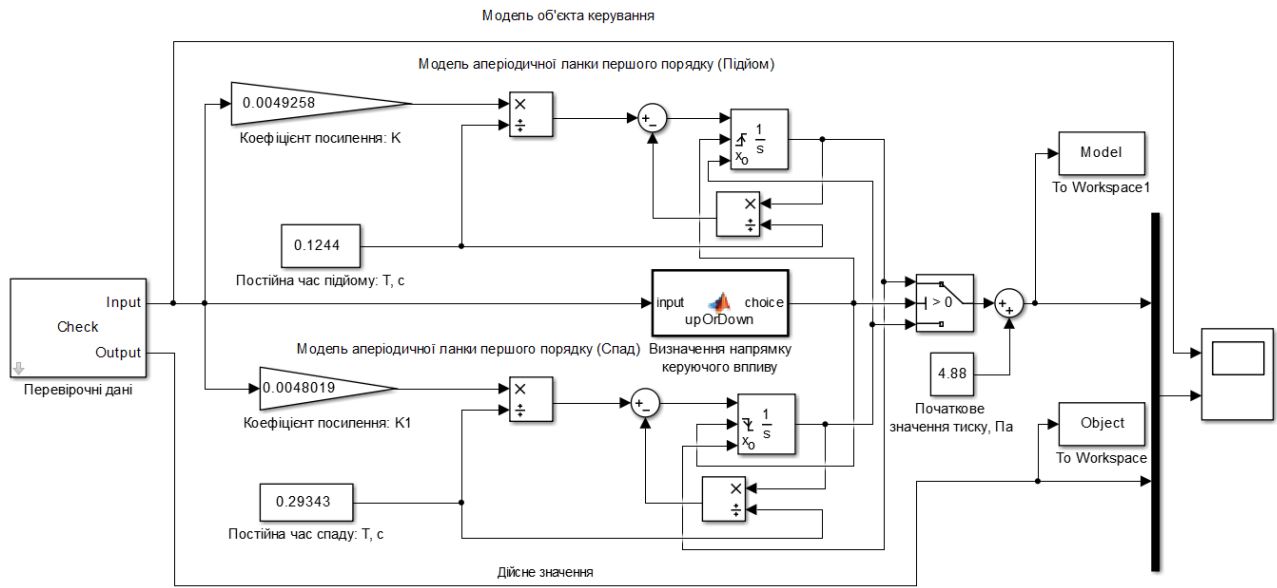 Модель об'єкта керування
Модель аперіодичної ланки першого порядку (Підйом)
0.0049258
Коефіцієнт посилення: K
×
÷
+
−
1
s
xo
×
÷
Model
To Workspace1
0.1244
Постійна час підйому: T, с
Input
Check
Output
Перевірочні дані
input
choice
upOrDown
Визначення напрямку
керуючого впливу
> 0
+
+
4.88
Початкове
значення тиску, Па
Object
To Workspace
Модель аперіодичної ланки першого порядку (Спад)
0.0048019
Коефіцієнт посилення: K1
×
÷
+
−
1
s
xo
×
÷
0.29343
Постійна час спаду: T, с
Дійсне значення